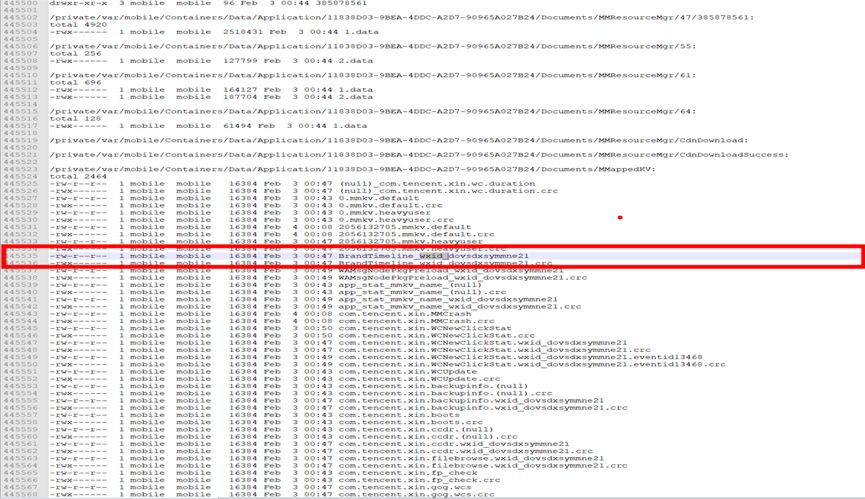 445500 drwxr-xr-x 3 mobile mobile 96 Feb 3 00:44 385878561
445501
445502 /private/var/mobile/Containers/Data/Application/11838D03-9BEA-4DDC-A2D7-90965A027B24/Documents/MMResourceMgr/47/385878561:
445503 total 4920
445504 -rwx------ 1 mobile mobile 2518431 Feb 3 00:44 1.data
445505
445506 /private/var/mobile/Containers/Data/Application/11838D03-9BEA-4DDC-A2D7-90965A027B24/Documents/MMResourceMgr/55:
445507 total 256
445508 -rwx------ 1 mobile mobile 127799 Feb 3 00:44 2.data
445509
445510 /private/var/mobile/Containers/Data/Application/11838D03-9BEA-4DDC-A2D7-90965A027B24/Documents/MMResourceMgr/61:
445511 total 696
445512 -rwx------ 1 mobile mobile 164127 Feb 3 00:44 1.data
445513 -rwx------ 1 mobile mobile 187704 Feb 3 00:44 2.data
445514
445515 /private/var/mobile/Containers/Data/Application/11838D03-9BEA-4DDC-A2D7-90965A027B24/Documents/MMResourceMgr/64:
445516 total 128
445517 -rwx------ 1 mobile mobile 61494 Feb 3 00:44 1.data
445518
445519 /private/var/mobile/Containers/Data/Application/11838D03-9BEA-4DDC-A2D7-90965A027B24/Documents/MMResourceMgr/CdnDownload:
445520
445521 /private/var/mobile/Containers/Data/Application/11838D03-9BEA-4DDC-A2D7-90965A027B24/Documents/MMResourceMgr/CdnDownloadSuccess:
445522
445523 /private/var/mobile/Containers/Data/Application/11838D03-9BEA-4DDC-A2D7-90965A027B24/Documents/MMappedKV:
445524 total 2464
445525 -rw-r--r-- 1 mobile mobile 16384 Feb 3 00:47 (null)_com.tencent.xin.wc.duration
445526 -rwx------ 1 mobile mobile 16384 Feb 3 00:47 (null)_com.tencent.xin.wc.duration.crc
445527 -rw-r--r-- 1 mobile mobile 16384 Feb 3 00:43 0.mmkv.default
445528 -rwx------ 1 mobile mobile 16384 Feb 3 00:43 0.mmkv.default.crc
445529 -rw-r--r-- 1 mobile mobile 16384 Feb 3 00:43 0.mmkv.heavyuser
445530 -rwx------ 1 mobile mobile 16384 Feb 3 00:43 0.mmkv.heavyuser.crc
445531 -rw-r--r-- 1 mobile mobile 16384 Feb 4 00:08 2056132705.mmkv.default
445532 -rwx------ 1 mobile mobile 16384 Feb 4 00:08 2056132705.mmkv.default.crc
445533 -rw-r--r-- 1 mobile mobile 16384 Feb 3 00:47 2056132705.mmkv.heavyuser
445535 -rw-r--r-- 1 mobile mobile 16384 Feb 3 00:47 BrandTimeline_wxid_dovsdxsymmne21
445536 -rwx------ 1 mobile mobile 16384 Feb 3 00:47 BrandTimeline_wxid_dovsdxsymmne21.crc
445537 -rw-r--r-- 1 mobile mobile 16384 Feb 3 00:49 WAMsgNodePkgPreload_wxid_dovsdxsymmne21
445538 -rwx------ 1 mobile mobile 16384 Feb 3 00:49 WAMsgNodePkgPreload_wxid_dovsdxsymmne21.crc
445539 -rw-r--r-- 1 mobile mobile 16384 Feb 3 00:43 app_stat_mmkv_name_(null)
445540 -rwx------ 1 mobile mobile 16384 Feb 3 00:43 app_stat_mmkv_name_(null).crc
445541 -rw-r--r-- 1 mobile mobile 16384 Feb 3 00:49 app_stat_mmkv_name_wxid_dovsdxsymmne21
445542 -rwx------ 1 mobile mobile 16384 Feb 3 00:49 app_stat_mmkv_name_wxid_dovsdxsymmne21.crc
445543 -rw-r--r-- 1 mobile mobile 16384 Feb 4 00:08 com.tencent.xin.MMCrash
445544 -rwx------ 1 mobile mobile 16384 Feb 4 00:08 com.tencent.xin.MMCrash.crc
445545 -rw-r--r-- 1 mobile mobile 16384 Feb 3 00:50 com.tencent.xin.WCNewClickStat
445546 -rwx------ 1 mobile mobile 16384 Feb 3 00:50 com.tencent.xin.WCNewClickStat.crc
445547 -rw-r--r-- 1 mobile mobile 16384 Feb 3 00:47 com.tencent.xin.WCNewClickStat.wxid_dovsdxsymmne21
445548 -rwx------ 1 mobile mobile 16384 Feb 3 00:47 com.tencent.xin.WCNewClickStat.wxid_dovsdxsymmne21.crc
445549 -rw-r--r-- 1 mobile mobile 16384 Feb 3 00:49 com.tencent.xin.WCNewClickStat.wxid_dovsdxsymmne21.eventid13468
445550 -rwx------ 1 mobile mobile 16384 Feb 3 00:49 com.tencent.xin.WCNewClickStat.wxid_dovsdxsymmne21.eventid13468.crc
445551 -rw-r--r-- 1 mobile mobile 16384 Feb 3 00:43 com.tencent.xin.WCUpdate
445552 -rwx------ 1 mobile mobile 16384 Feb 3 00:43 com.tencent.xin.WCUpdate.crc
445553 -rw-r--r-- 1 mobile mobile 16384 Feb 3 00:43 com.tencent.xin.backupinfo.(null)
445554 -rwx------ 1 mobile mobile 16384 Feb 3 00:43 com.tencent.xin.backupinfo.(null).crc
445555 -rw-r--r-- 1 mobile mobile 16384 Feb 3 00:47 com.tencent.xin.backupinfo.wxid_dovsdxsymmne21
445556 -rwx------ 1 mobile mobile 16384 Feb 3 00:47 com.tencent.xin.backupinfo.wxid_dovsdxsymmne21.crc
445557 -rw-r--r-- 1 mobile mobile 16384 Feb 3 00:43 com.tencent.xin.boots
445558 -rwx------ 1 mobile mobile 16384 Feb 3 00:43 com.tencent.xin.boots.crc
445559 -rw-r--r-- 1 mobile mobile 16384 Feb 3 00:43 com.tencent.xin.ccdr.(null)
445560 -rwx------ 1 mobile mobile 16384 Feb 3 00:43 com.tencent.xin.ccdr.(null).crc
445561 -rw-r--r-- 1 mobile mobile 16384 Feb 3 00:47 com.tencent.xin.ccdr.wxid_dovsdxsymmne21
445562 -rwx------ 1 mobile mobile 16384 Feb 3 00:47 com.tencent.xin.ccdr.wxid_dovsdxsymmne21.crc
445563 -rw-r--r-- 1 mobile mobile 16384 Feb 3 00:47 com.tencent.xin.filebrowse.wxid_dovsdxsymmne21
445564 -rwx------ 1 mobile mobile 16384 Feb 3 00:47 com.tencent.xin.filebrowse.wxid_dovsdxsymmne21.crc
445565 -rw-r--r-- 1 mobile mobile 16384 Feb 3 00:43 com.tencent.xin.fp_check
445566 -rwx------ 1 mobile mobile 16384 Feb 3 00:43 com.tencent.xin.fp_check.crc
445567 -rw-r--r-- 1 mobile mobile 16384 Feb 3 00:47 com.tencent.xin.gog.wcs
445568 -rwx------ 1 mobile mobile 16384 Feb 3 00:47 com.tencent.xin.gog.wcs.crc